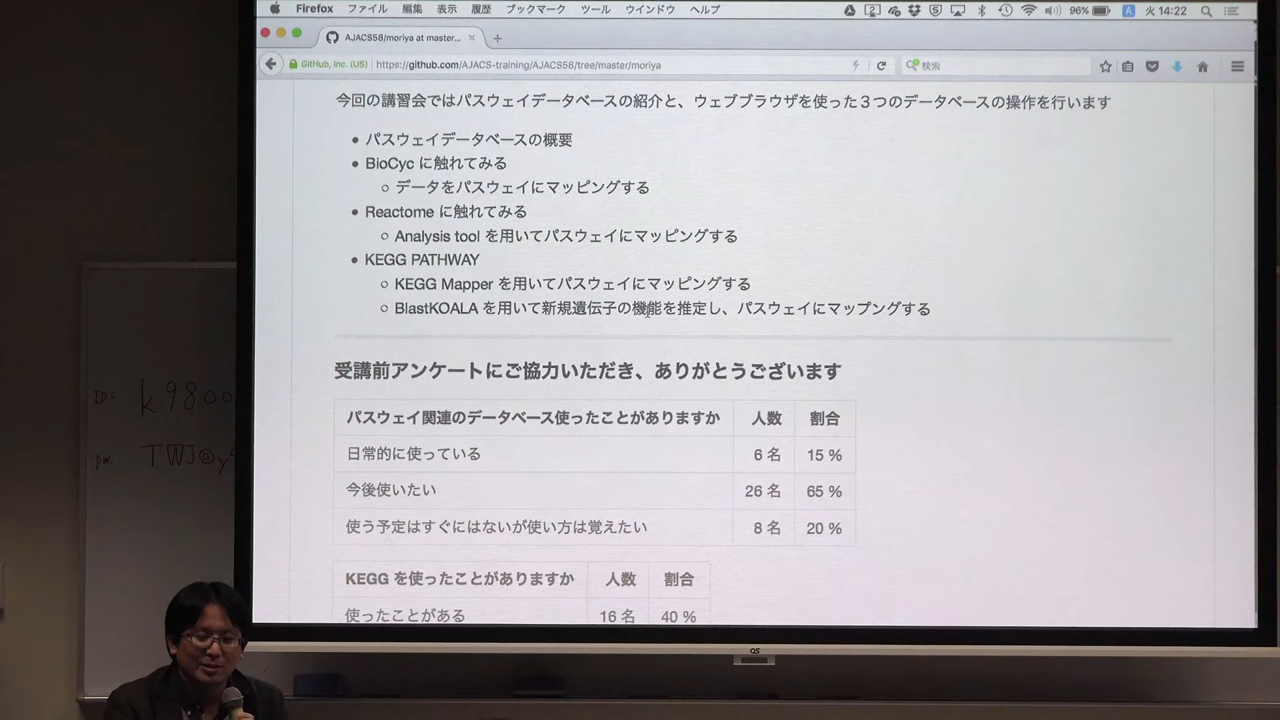 Firefox ファイル 編集 表示 履歴 ブックマーク ツール ウインドウ ヘルプ 96% A 火 14:22
AJACS58/moriya at master...
GitHub, Inc. (US) https://github.com/AJACS-training/AJACS58/tree/master/moriya 検索
今回の講習会ではパスウェイデータベースの紹介と、ウェブブラウザを使った３つのデータベースの操作を行います
• パスウェイデータベースの概要
• BioCyc に触れてみる
○ データをパスウェイにマッピングする
• Reactome に触れてみる
○ Analysis tool を用いてパスウェイにマッピングする
• KEGG PATHWAY
○ KEGG Mapper を用いてパスウェイにマッピングする
○ BlastKOALA を用いて新規遺伝子の機能を推定し、パスウェイにマップングする
受講前アンケートにご協力いただき、ありがとうございます
パスウェイ関連のデータベース使ったことがありますか 人数 割合
日常的に使っている 6 名 15 %
今後使いたい 26 名 65 %
使う予定はすぐにはないが使い方は覚えたい 8 名 20 %
KEGG を使ったことがありますか 人数 割合
使ったことがある 16 名 40 %
ID: k9800
pw. TWJ@y